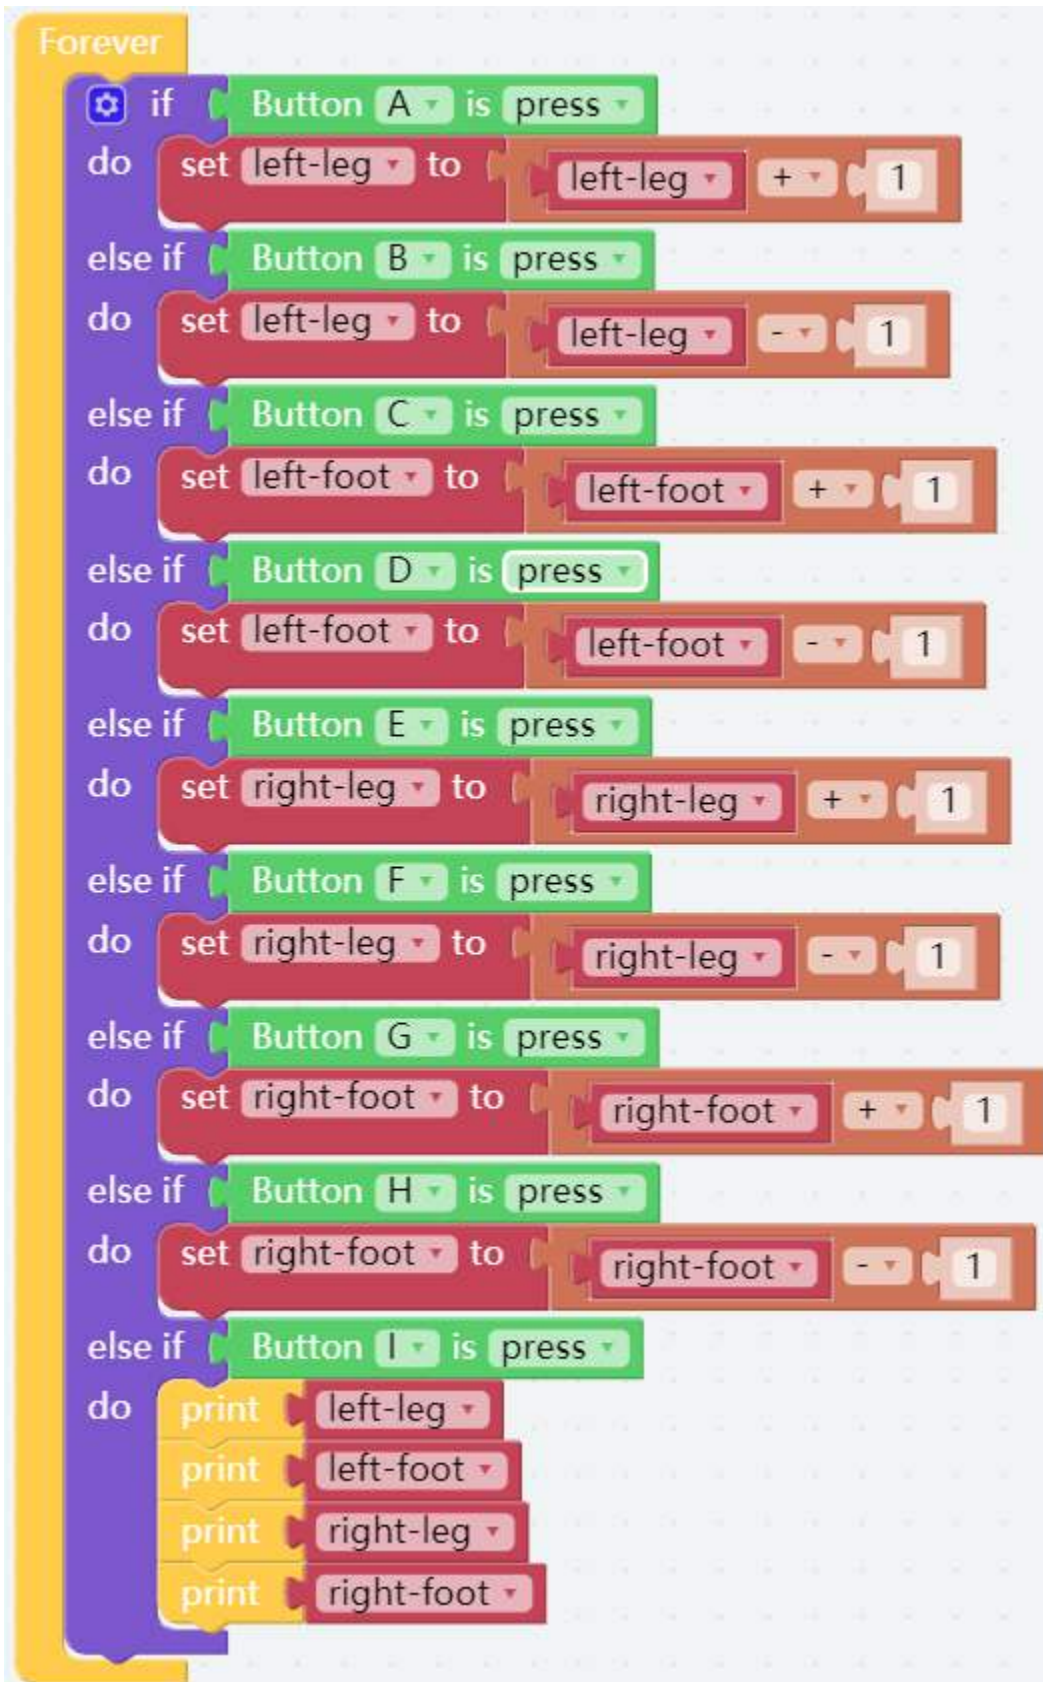 Forever
if Button A is press
do set left-leg to left-leg + 1
else if Button B is press
do set left-leg to left-leg - 1
else if Button C is press
do set left-foot to left-foot + 1
else if Button D is press
do set left-foot to left-foot - 1
else if Button E is press
do set right-leg to right-leg + 1
else if Button F is press
do set right-leg to right-leg - 1
else if Button G is press
do set right-foot to right-foot + 1
else if Button H is press
do set right-foot to right-foot - 1
else if Button I is press
do print left-leg
print left-foot
print right-leg
print right-foot